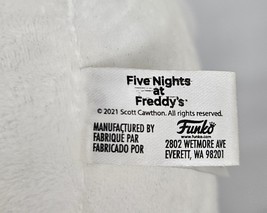 Five Nights
at
Freddy's
© 2021 Scott Cawthon. All rights reserved.
MANUFACTURED BY
FABRIQUÉ PAR
FABRICADO POR
Funko
www.funko.com
2802 WETMORE AVE
EVERETT, WA 98201